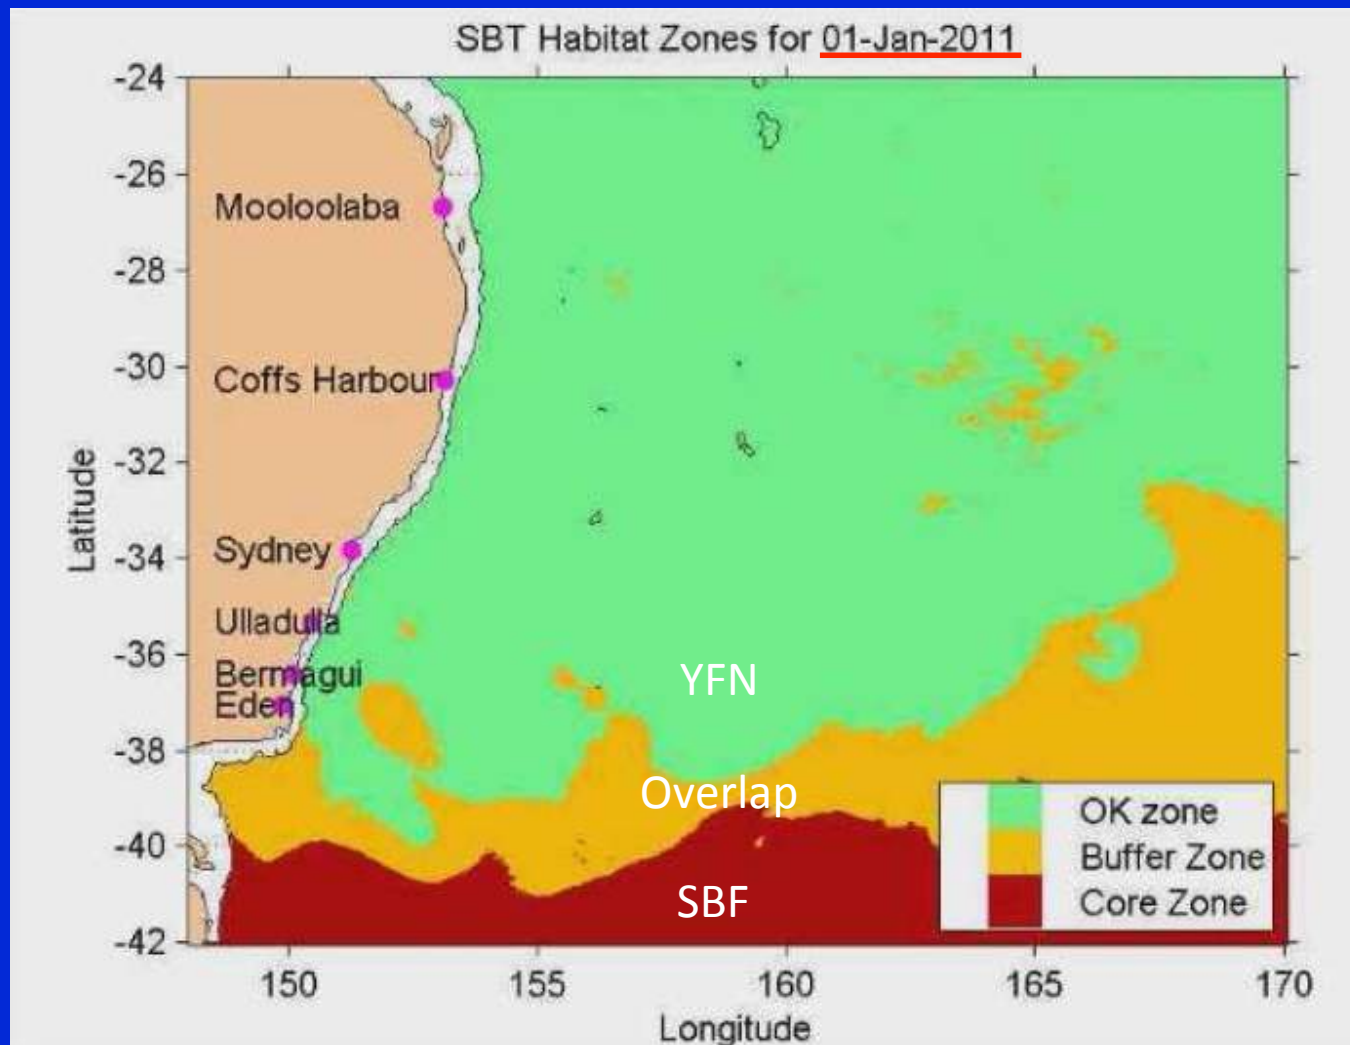 SBT Habitat Zones for 01-Jan-2011
-24
-26
Mooloolaba
-28
-30
Coffs Harbour
-32
Latitude
Sydney
-34
Ulladulla
-36
Bermagui
YFN
Eden
-38
Overlap
OK zone
-40
Buffer Zone
SBF
Core Zone
-42
150 155 160 165 170
Longitude